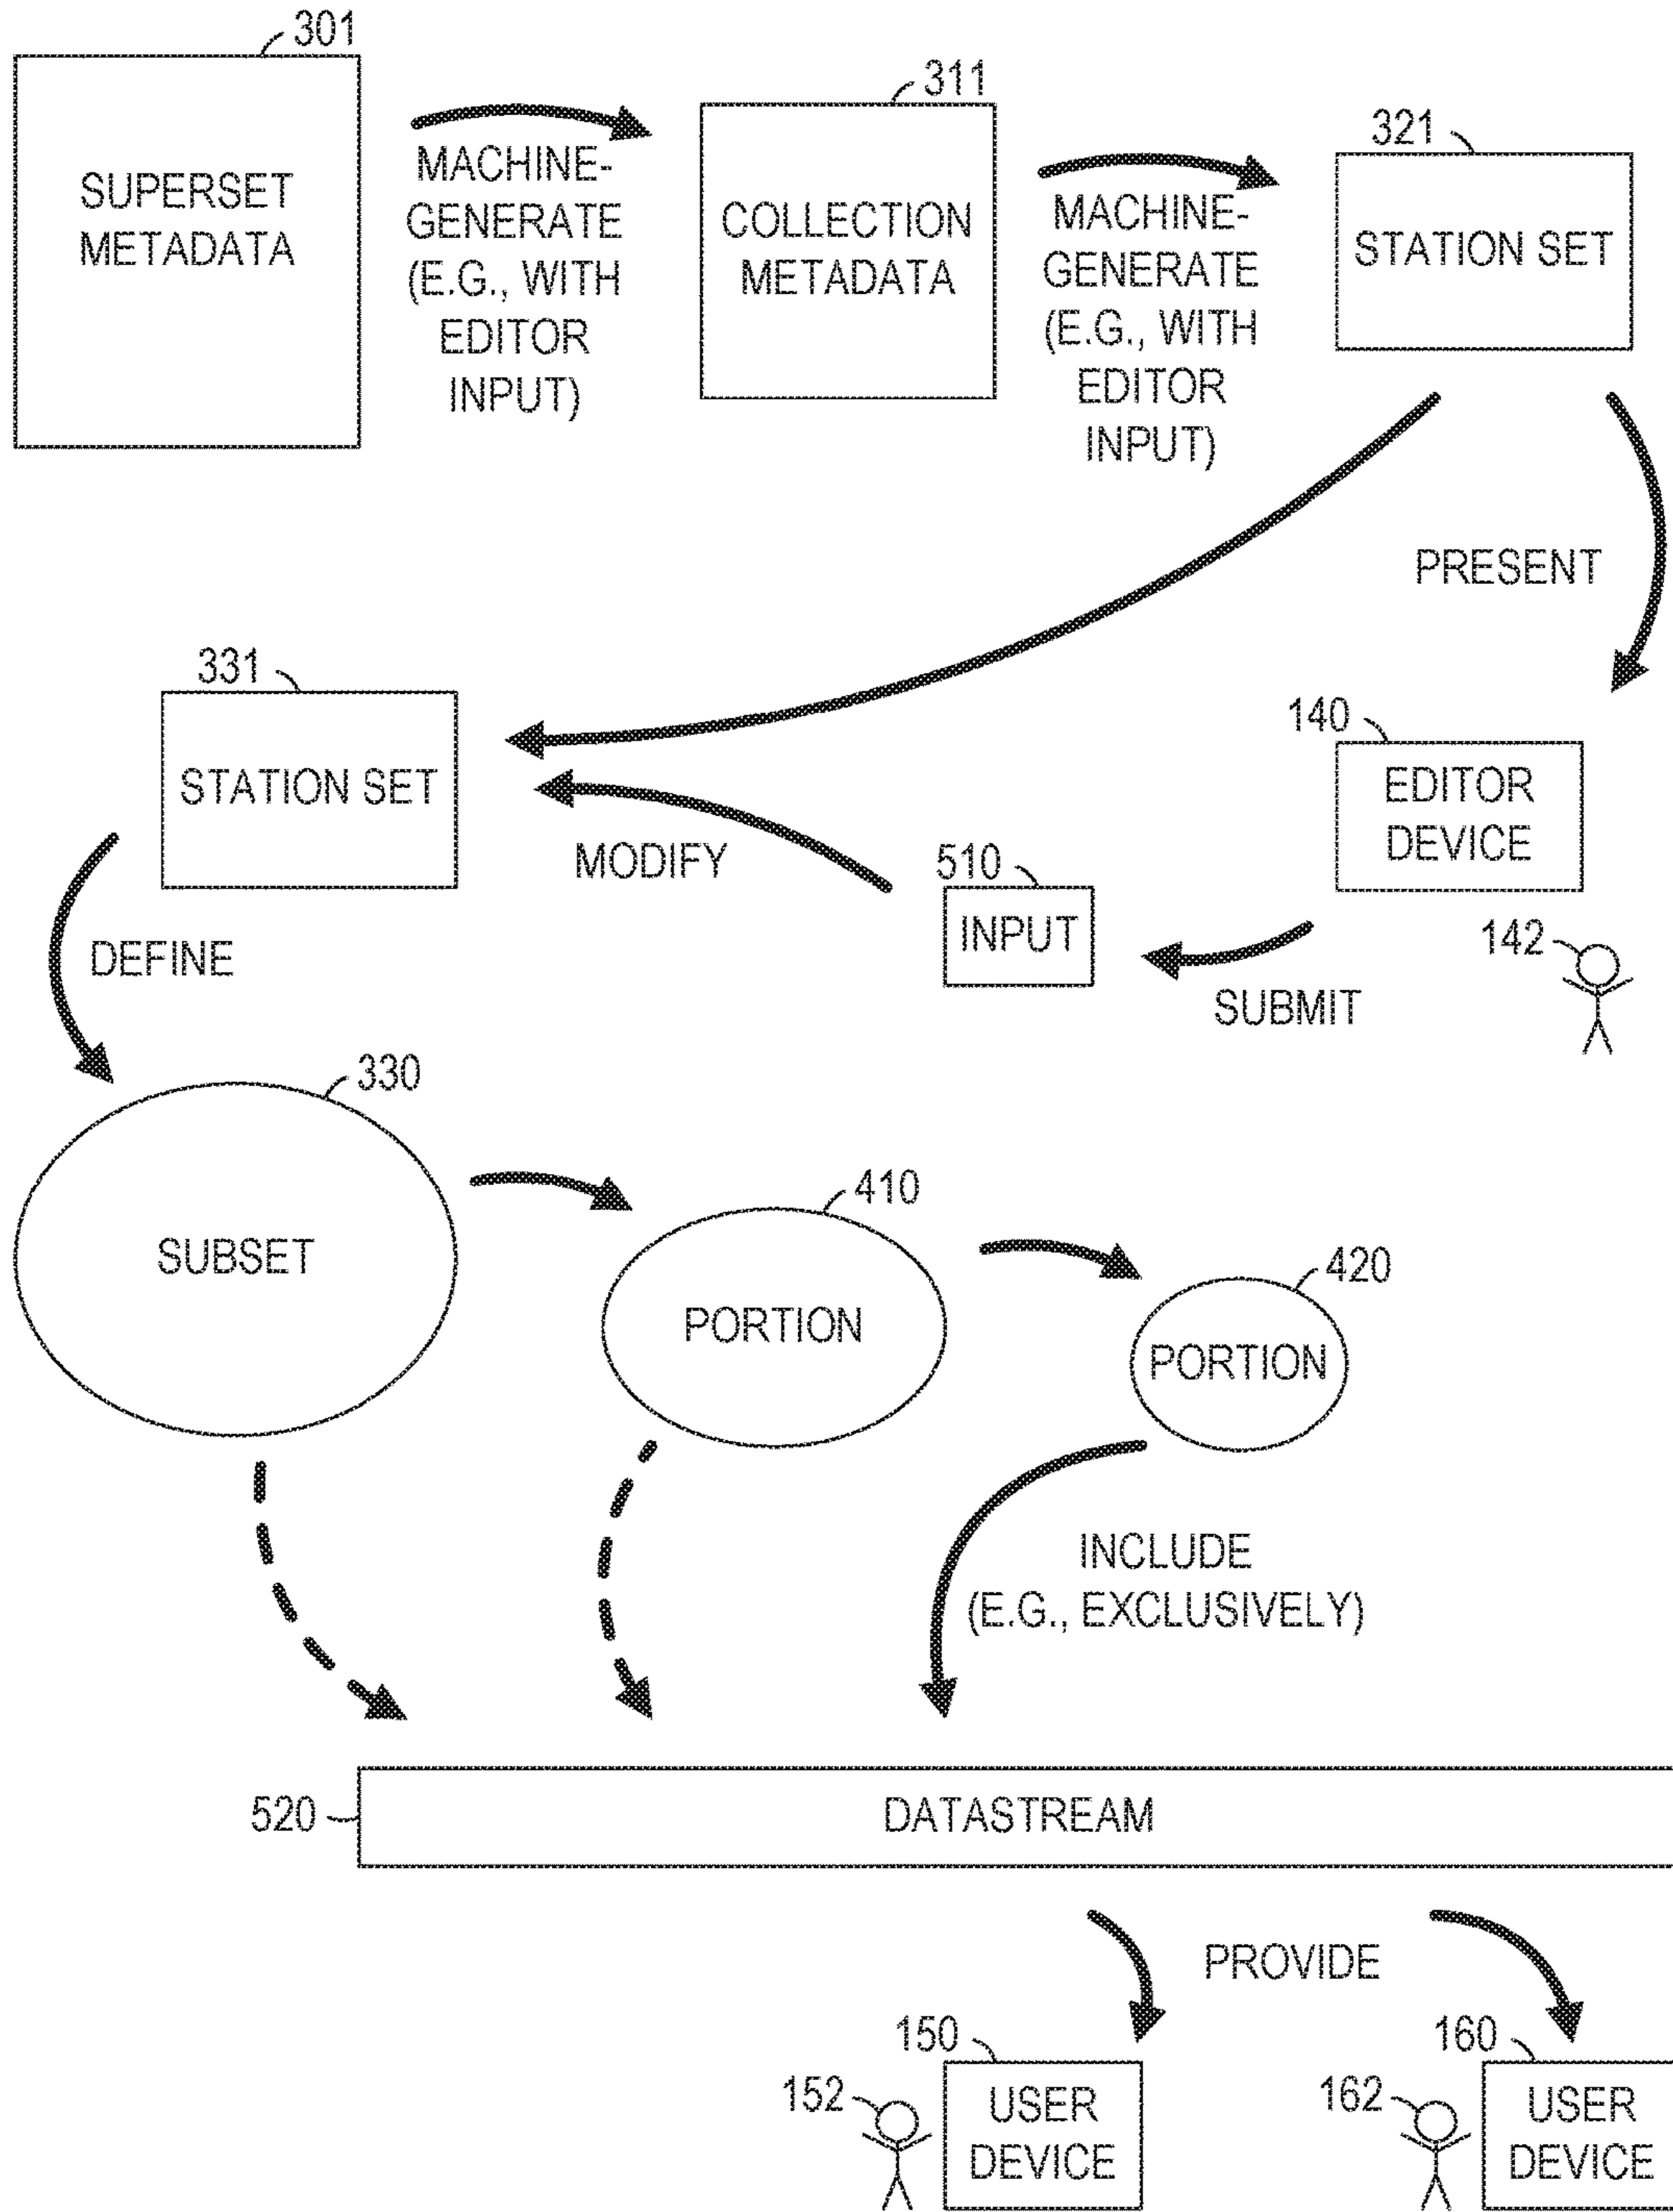 301
SUPERSET
METADATA
MACHINE-
GENERATE
(E.G., WITH
EDITOR
INPUT)
311
COLLECTION
METADATA
MACHINE-
GENERATE
(E.G., WITH
EDITOR
INPUT)
321
STATION SET
PRESENT
331
STATION SET
MODIFY
140
EDITOR
DEVICE
142
510
INPUT
SUBMIT
DEFINE
330
SUBSET
410
PORTION
420
PORTION
INCLUDE
(E.G., EXCLUSIVELY)
520
DATASTREAM
PROVIDE
150
152
USER
DEVICE
160
162
USER
DEVICE